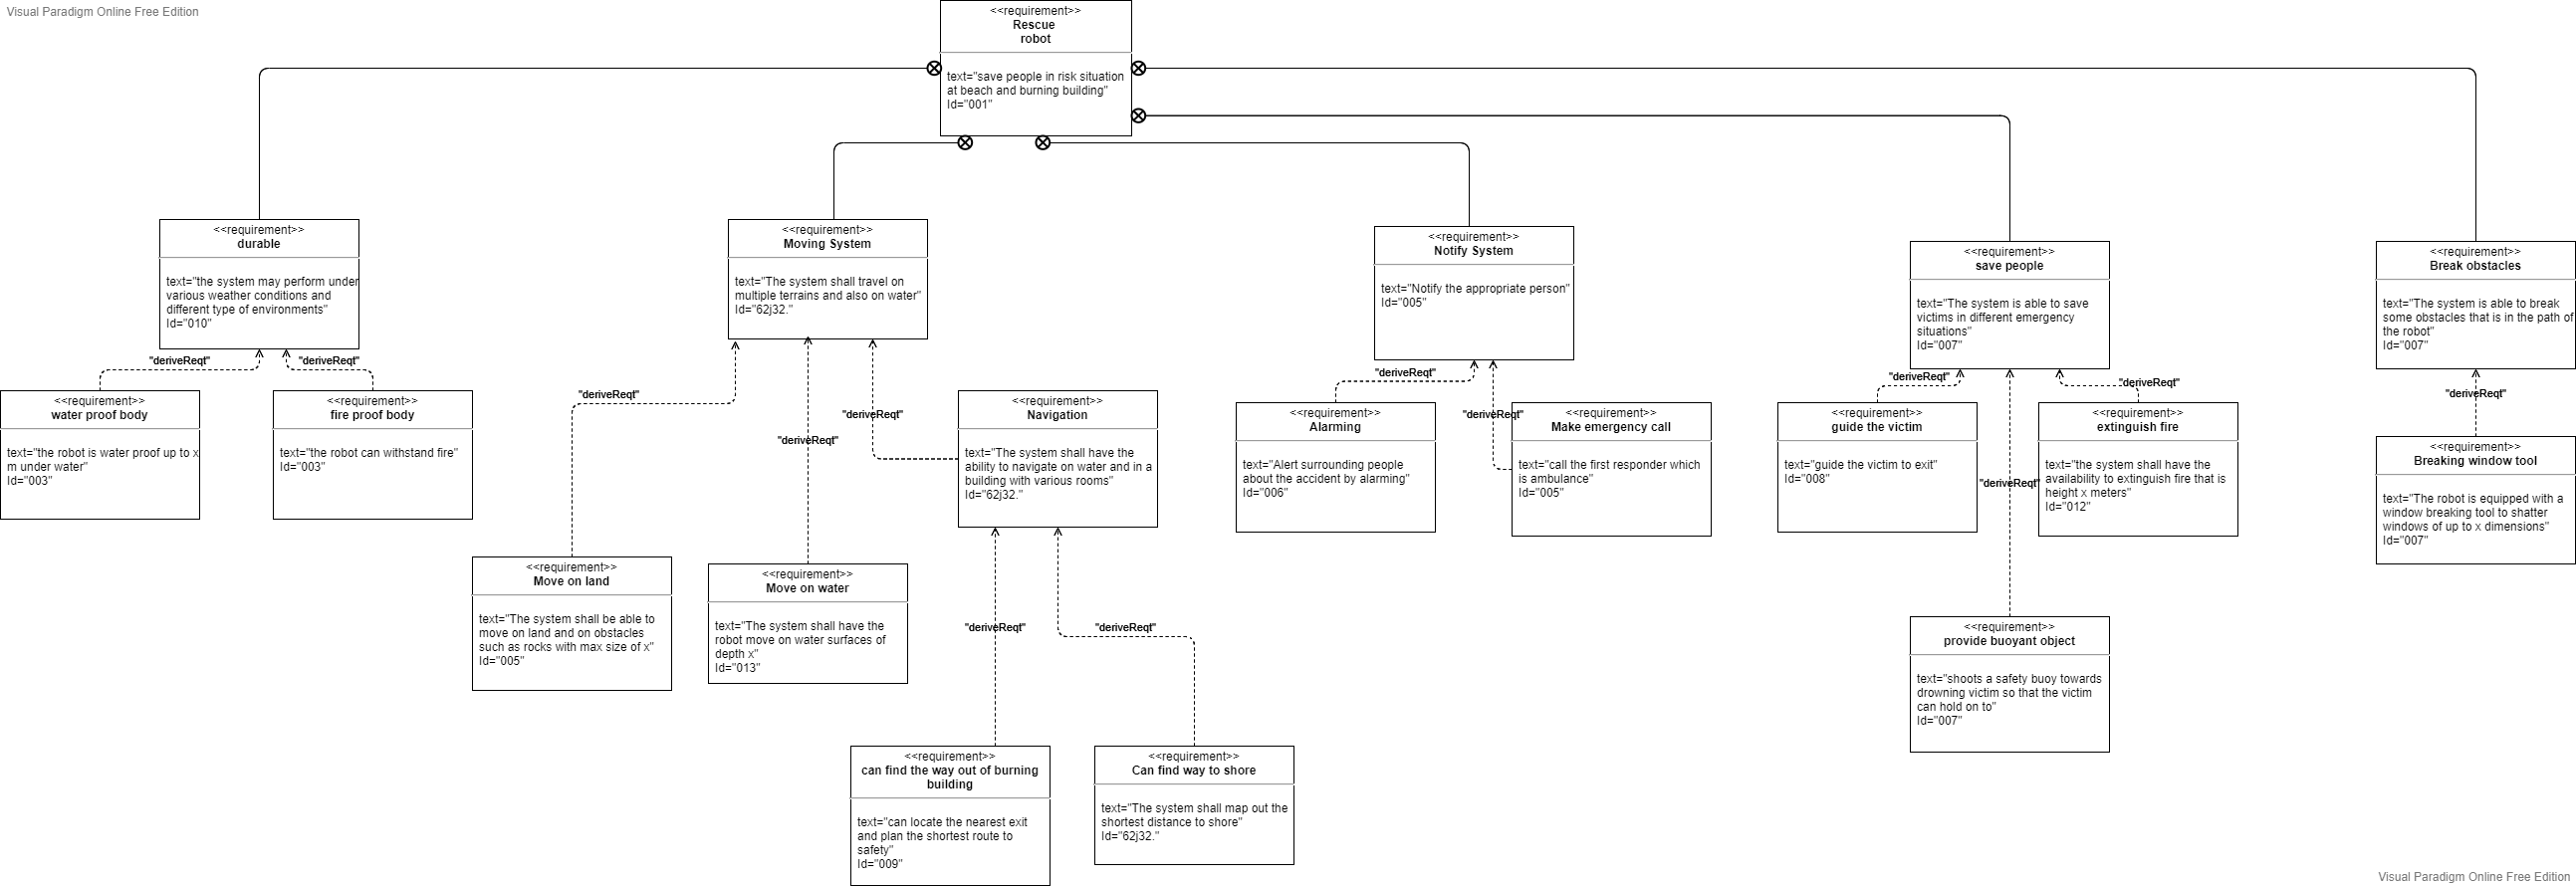 Visual Paradigm Online Free Edition
<<requirement>>
Rescue
robot
text="save people in risk situation
at beach and burning building"
Id="001"
<<requirement>>
durable
text="the system may perform under
various weather conditions and
different type of environments"
Id="010"
<<requirement>>
Moving System
text="The system shall travel on
multiple terrains and also on water"
Id="62j32."
<<requirement>>
Notify System
text="Notify the appropriate person"
Id="005"
<<requirement>>
save people
text="The system is able to save
victims in different emergency
situations"
Id="007"
<<requirement>>
Break obstacles
text="The system is able to break
some obstacles that is in the path of
the robot"
Id="007"
"deriveReqt"
"deriveReqt"
"deriveReqt"
"deriveReqt"
"deriveReqt"
"deriveReqt"
"deriveReqt"
"deriveReqt"
"deriveReqt"
"deriveReqt"
"deriveReqt"
<<requirement>>
water proof body
text="the robot is water proof up to x
m under water"
Id="003"
<<requirement>>
fire proof body
text="the robot can withstand fire"
Id="003"
<<requirement>>
Navigation
text="The system shall have the
ability to navigate on water and in a
building with various rooms"
Id="62j32."
<<requirement>>
Alarming
text="Alert surrounding people
about the accident by alarming"
Id="006"
<<requirement>>
Make emergency call
text="call the first responder which
is ambulance"
Id="005"
<<requirement>>
guide the victim
text="guide the victim to exit"
Id="008"
<<requirement>>
extinguish fire
text="the system shall have the
availability to extinguish fire that is
height x meters"
Id="012"
<<requirement>>
Breaking window tool
text="The robot is equipped with a
window breaking tool to shatter
windows of up to x dimensions"
Id="007"
<<requirement>>
Move on land
text="The system shall be able to
move on land and on obstacles
such as rocks with max size of x"
Id="005"
<<requirement>>
Move on water
text="The system shall have the
robot move on water surfaces of
depth x"
Id="013"
"deriveReqt"
"deriveReqt"
<<requirement>>
provide buoyant object
text="shoots a safety buoy towards
drowning victim so that the victim
can hold on to"
Id="007"
<<requirement>>
can find the way out of burning
building
text="can locate the nearest exit
and plan the shortest route to
safety"
Id="009"
<<requirement>>
Can find way to shore
text="The system shall map out the
shortest distance to shore"
Id="62j32."
Visual Paradigm Online Free Edition